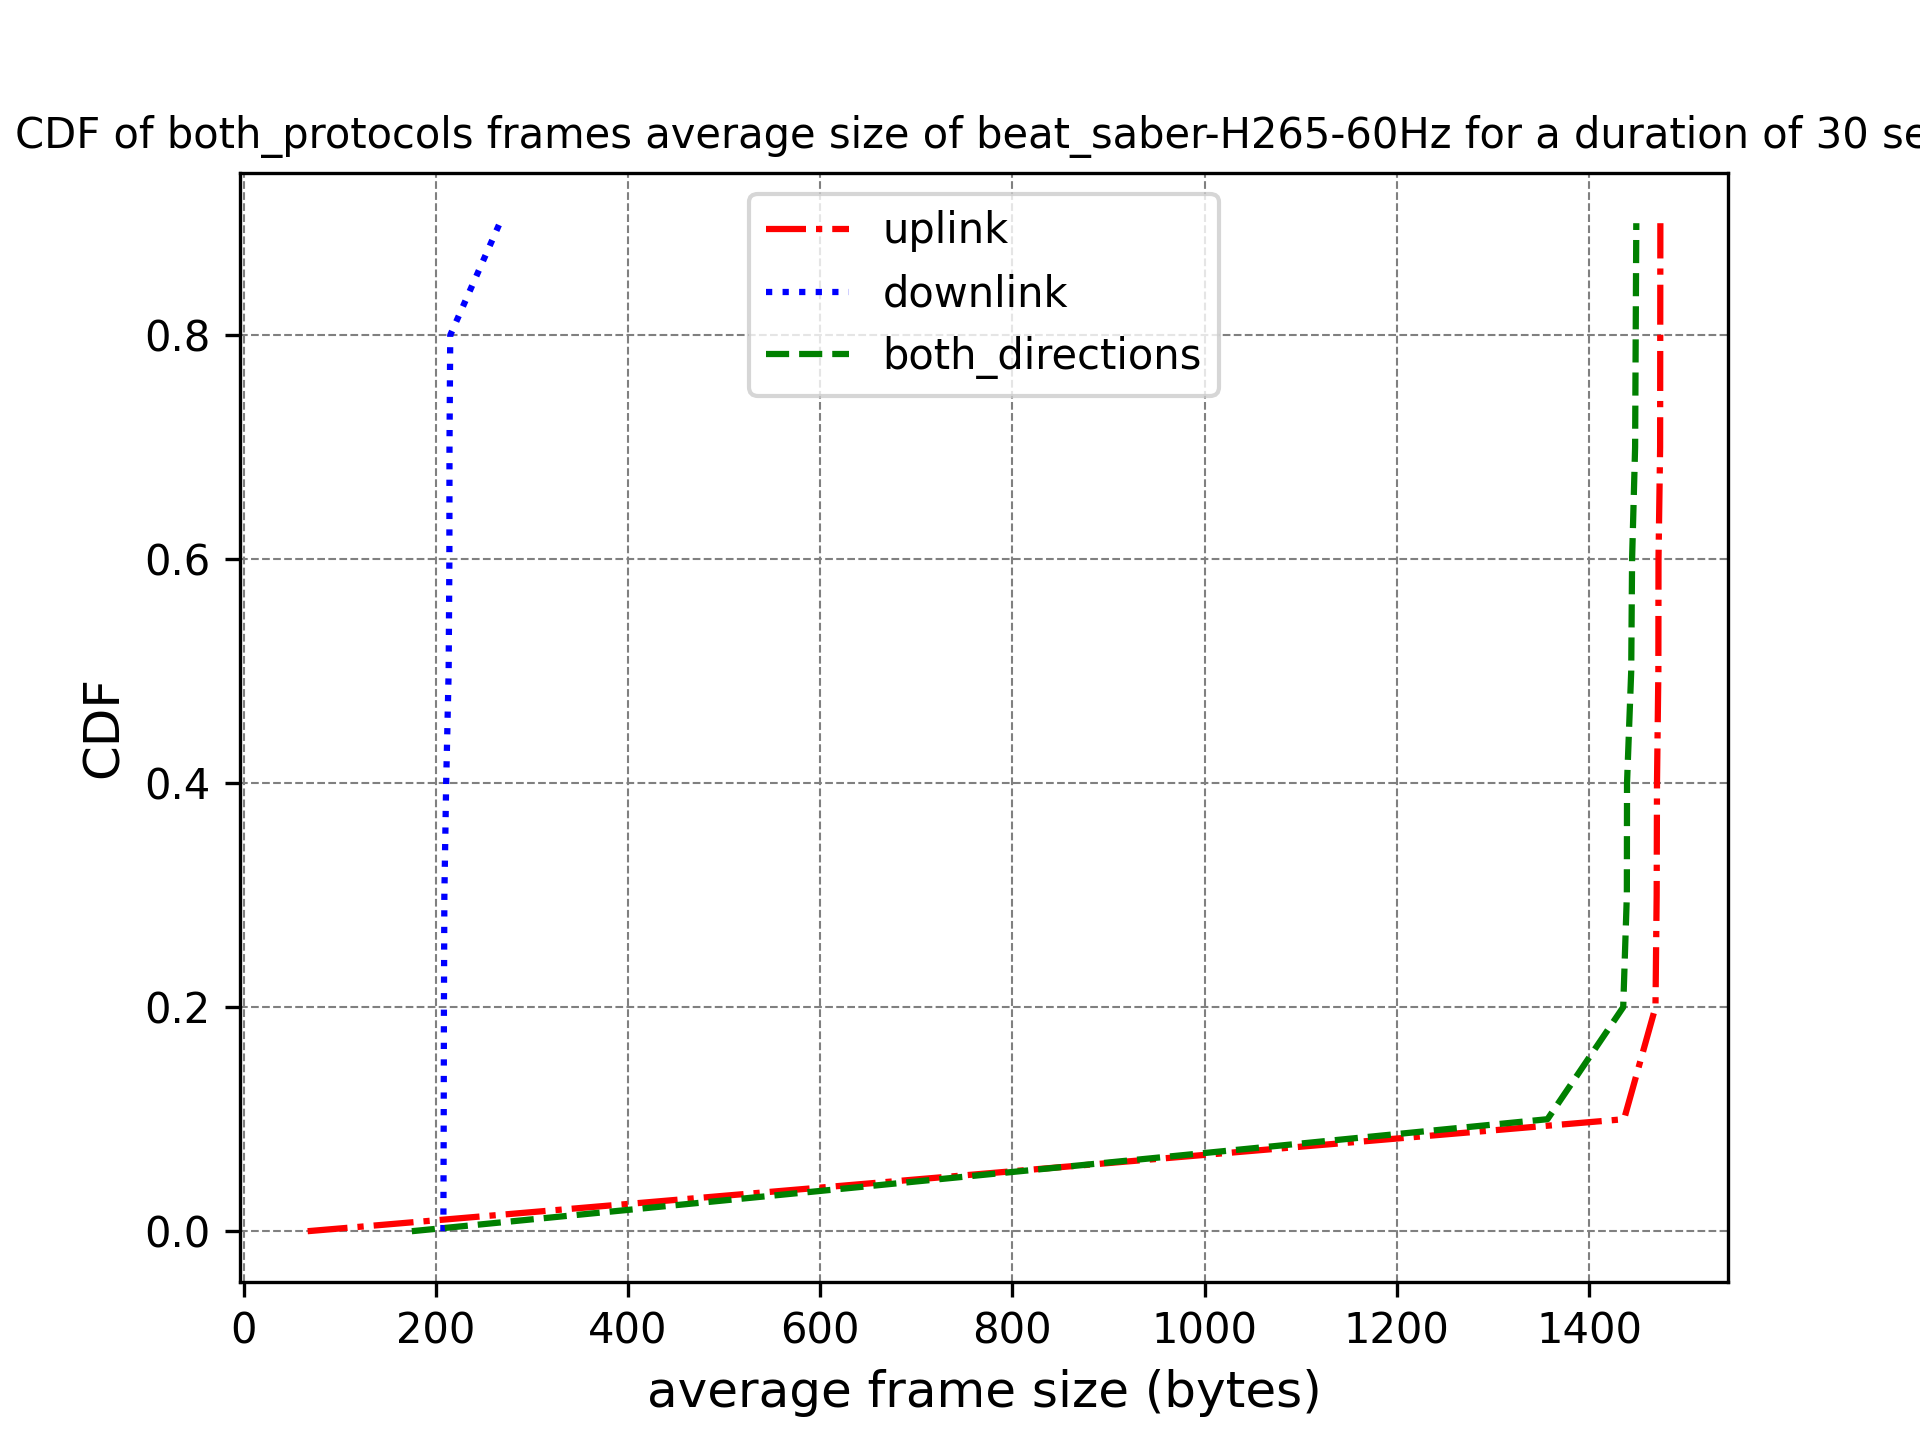 CDF of both_protocols frames average size of beat_saber-H265-60Hz for a duration of 30 se
uplink
downlink
both_directions
0.8
0.6
0.4
0.2
0.0
CDF
0 200 400 600 800 1000 1200 1400
average frame size (bytes)